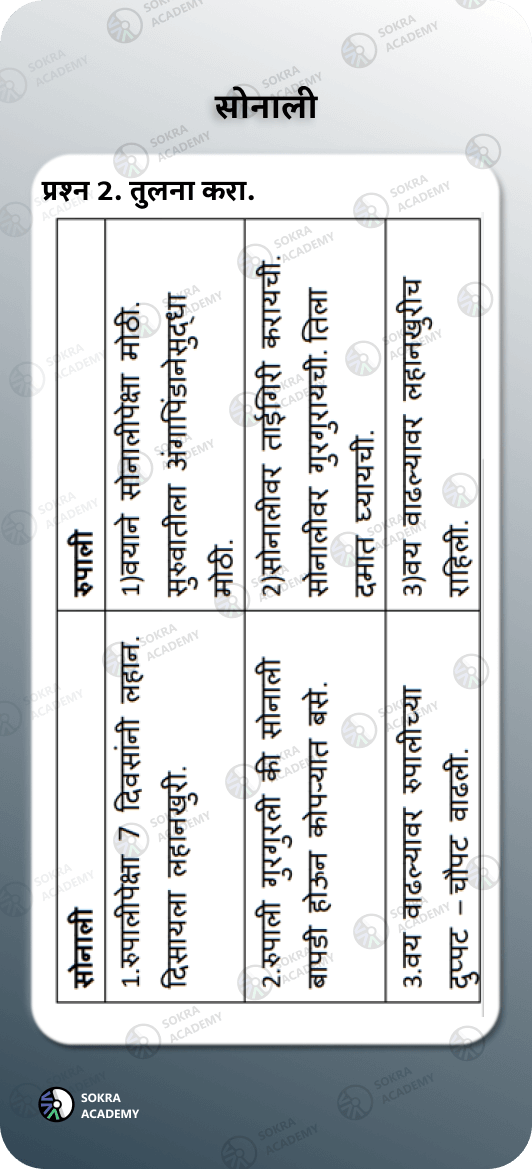 सोनाली
प्रश्न 2. तुलना करा.
सोनाली
रुपाली
1.रुपालीपेक्षा 7 दिवसांनी लहान.
दिसायला लहानखुरी.
1)वयाने सोनालीपेक्षा मोठी.
सुरुवातीला अंगापिंडानेसुद्धा
मोठी.
2.रुपाली गुरगुरली की सोनाली
बापडी होऊन कोपऱ्यात बसे.
2)सोनालीवर ताईगिरी करायची.
सोनालीवर गुरगुरायची. तिला
दमात घ्यायची.
3.वय वाढल्यावर रुपालीच्या
दुप्पट – चौपट वाढली.
3)वय वाढल्यावर लहानखुरीच
राहिली.
SOKRA
ACADEMY